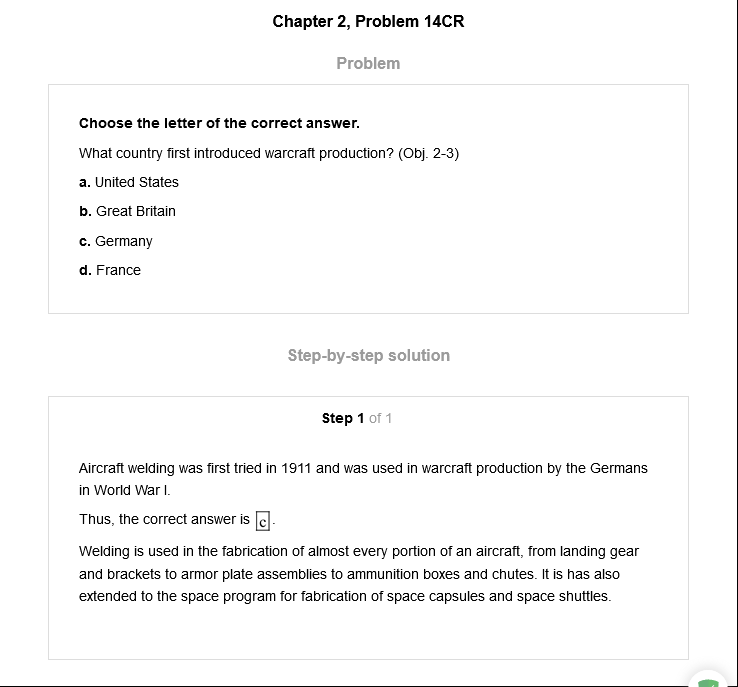 Chapter 2, Problem 14CR
Problem
Choose the letter of the correct answer.
What country first introduced warcraft production? (Obj. 2-3)
a. United States
b. Great Britain
c. Germany
d. France
Step-by-step solution
Step 1 of 1
Aircraft welding was first tried in 1911 and was used in warcraft production by the Germans
in World War I.
Thus, the correct answer is c.
Welding is used in the fabrication of almost every portion of an aircraft, from landing gear
and brackets to armor plate assemblies to ammunition boxes and chutes. It is has also
extended to the space program for fabrication of space capsules and space shuttles.